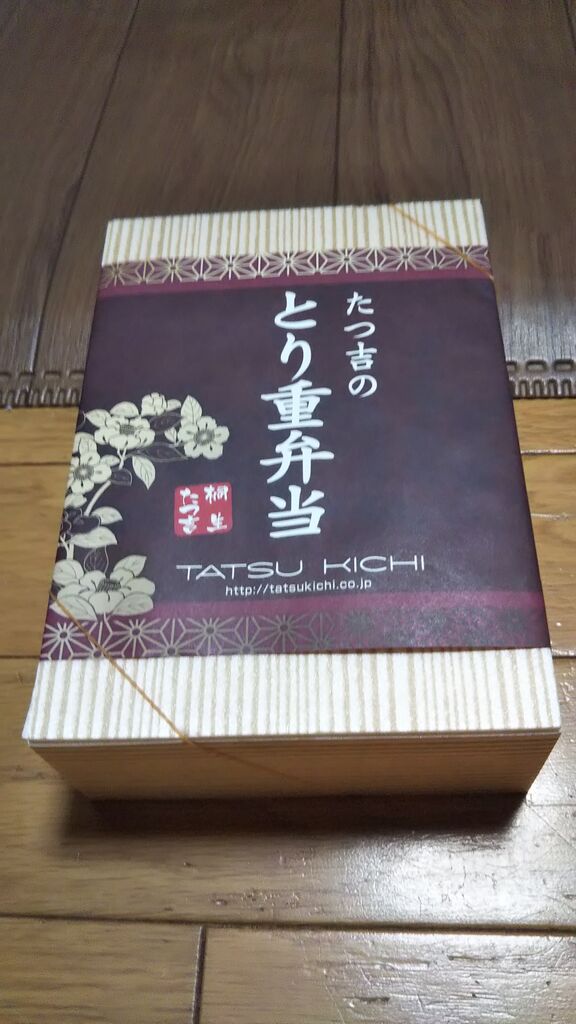 たつ吉の
とり重弁当
桐生
たつ吉
TATSU KICHI
http://tatsukichi.co.jp